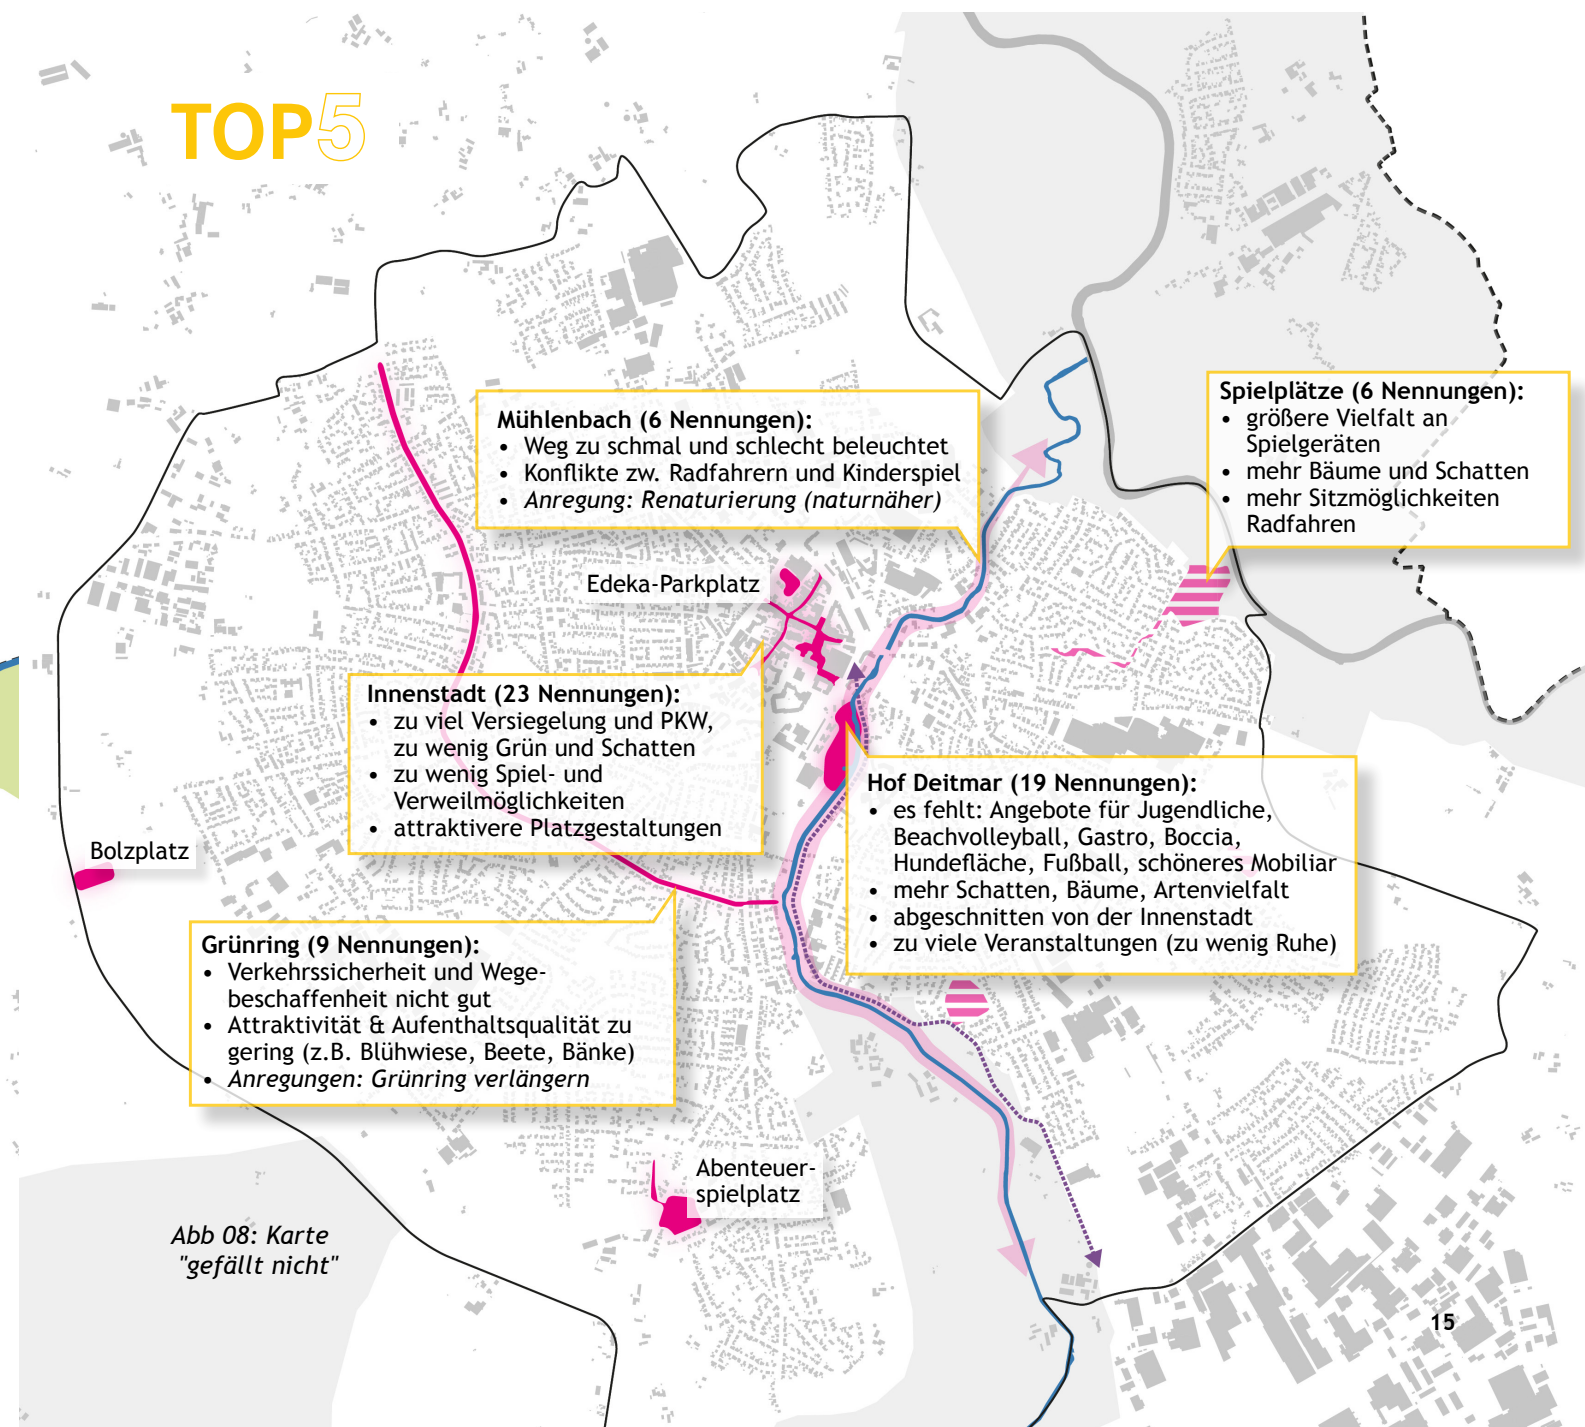 TOP5
Mühlenbach (6 Nennungen):
• Weg zu schmal und schlecht beleuchtet
• Konflikte zw. Radfahrern und Kinderspiel
• Anregung: Renaturierung (naturnäher)
Spielplätze (6 Nennungen):
• größere Vielfalt an
Spielgeräten
• mehr Bäume und Schatten
• mehr Sitzmöglichkeiten
Radfahren
Edeka-Parkplatz
Innenstadt (23 Nennungen):
• zu viel Versiegelung und PKW,
zu wenig Grün und Schatten
• zu wenig Spiel- und
Verweilmöglichkeiten
• attraktivere Platzgestaltungen
Hof Deitmar (19 Nennungen):
• es fehlt: Angebote für Jugendliche,
Beachvolleyball, Gastro, Boccia,
Hundefläche, Fußball, schöneres Mobiliar
• mehr Schatten, Bäume, Artenvielfalt
• abgeschnitten von der Innenstadt
• zu viele Veranstaltungen (zu wenig Ruhe)
Bolzplatz
Grünring (9 Nennungen):
• Verkehrssicherheit und Wege-
beschaffenheit nicht gut
• Attraktivität & Aufenthaltsqualität zu
gering (z.B. Blühwiese, Beete, Bänke)
• Anregungen: Grünring verlängern
Abenteuer-
spielplatz
Abb 08: Karte
"gefällt nicht"
15